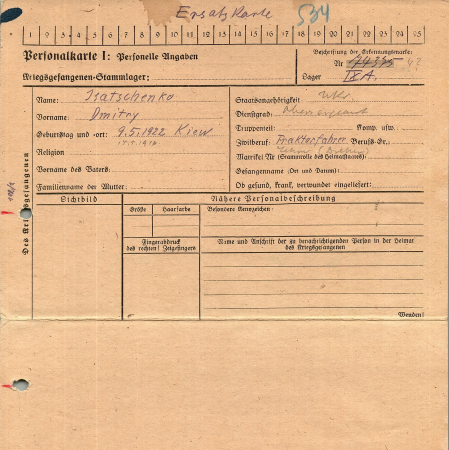 Ersatzkarte 534
1 2 3 4 5 6 7 8 9 10 11 12 13 14 15 16 17 18 19 20 21 22 23 24 25
Personalkarte I: Personelle Angaben
Kriegsgefangenen-Stammlager:
Beschriftung der Erkennungsmarke:
Nr.
Lager IX A.
Des Kriegsgefangenen
Name: Isatschenko
Vorname: Dmitry
Geburtstag und -ort: 9.5.1922 Kiew
Religion
Vorname des Vaters:
Familienname der Mutter:
Staatsangehörigkeit Ukr.
Dienstgrad:
Truppenteil: Komp. usw.
Zivilberuf: Berufs-Gr.
Matrikel Nr. (Stammrolle des Heimatstaates)
Gefangennahme (Ort und Datum)
Ob gesund, krank, verwundet eingeliefert:
Lichtbild
Nähere Personalbeschreibung
Größe Haarfarbe Besondere Kennzeichen:
Fingerabdruck
des rechten! Zeigefingers
Name und Anschrift der zu benachrichtigenden Person in der Heimat
des Kriegsgefangenen
Wenden!